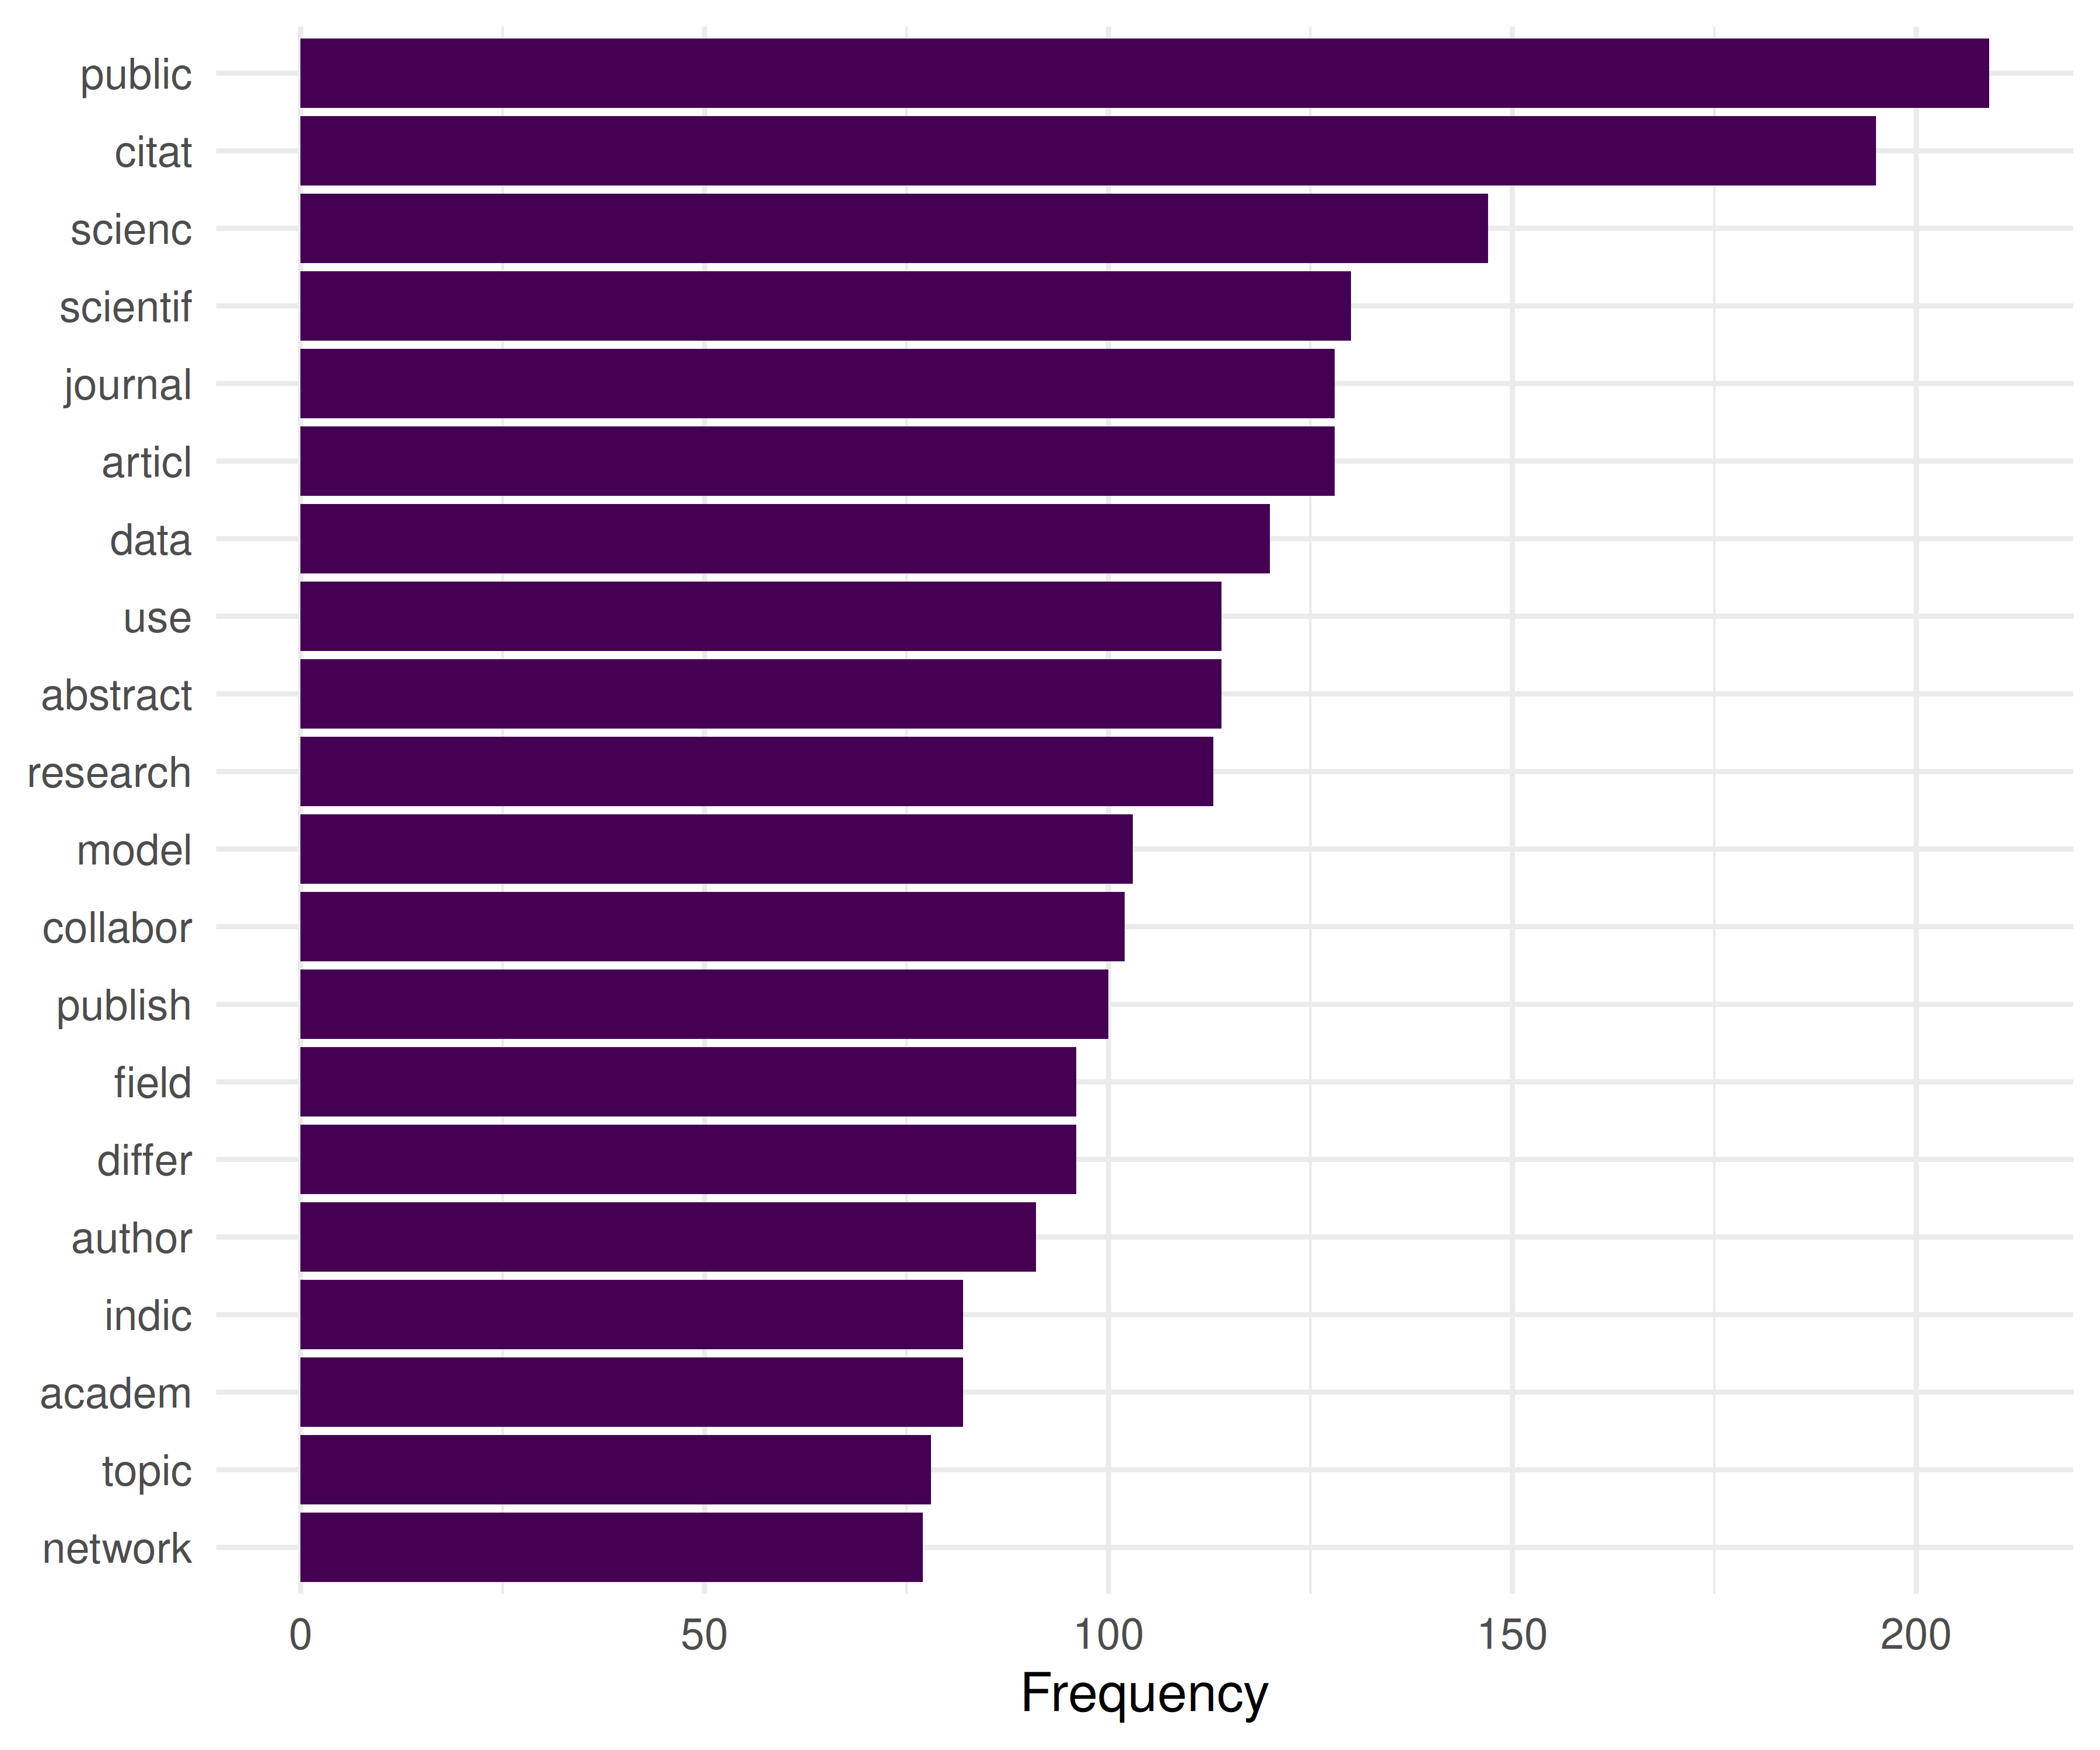 public
citat
scienc
scientif
journal
articl
data
use
abstract
research
model
collabor
publish
field
differ
author
indic
academ
topic
network
0 50 100 150 200
Frequency